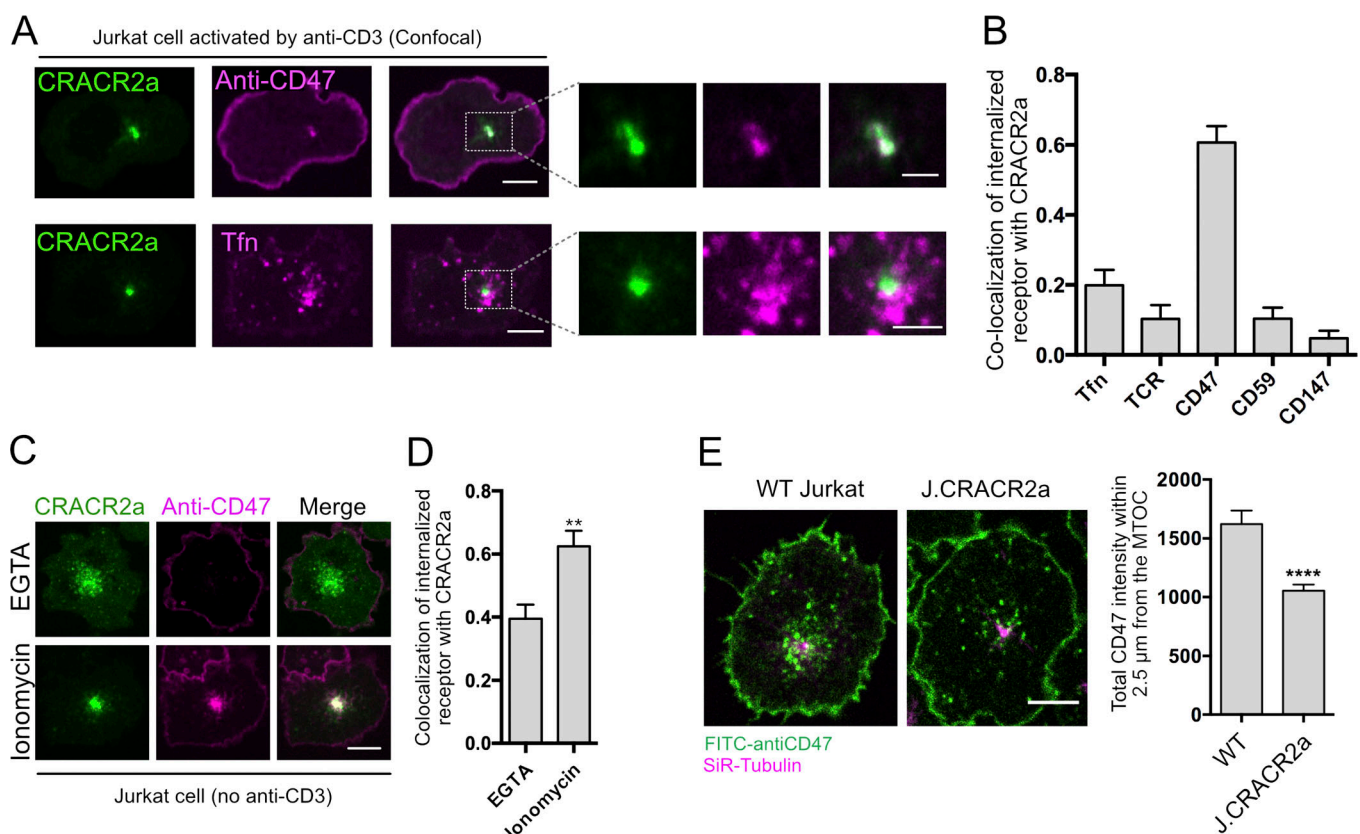 A
Jurkat cell activated by anti-CD3 (Confocal)
CRACR2a
Anti-CD47
CRACR2a
Tfn
B
Co-localization of internalized
receptor with CRACR2a
0.8
0.6
0.4
0.2
0.0
Tfn
TCR
CD47
CD59
CD147
C
CRACR2a
Anti-CD47
Merge
EGTA
Ionomycin
Jurkat cell (no anti-CD3)
D
Colocalization of internalized
receptor with CRACR2a
0.8
0.6
0.4
0.2
0.0
**
EGTA
Ionomycin
E
WT Jurkat
J.CRACR2a
FITC-antiCD47
SiR-Tubulin
Total CD47 intensity within
2.5 µm from the MTOC
2000
1500
1000
500
0
****
WT
J.CRACR2a